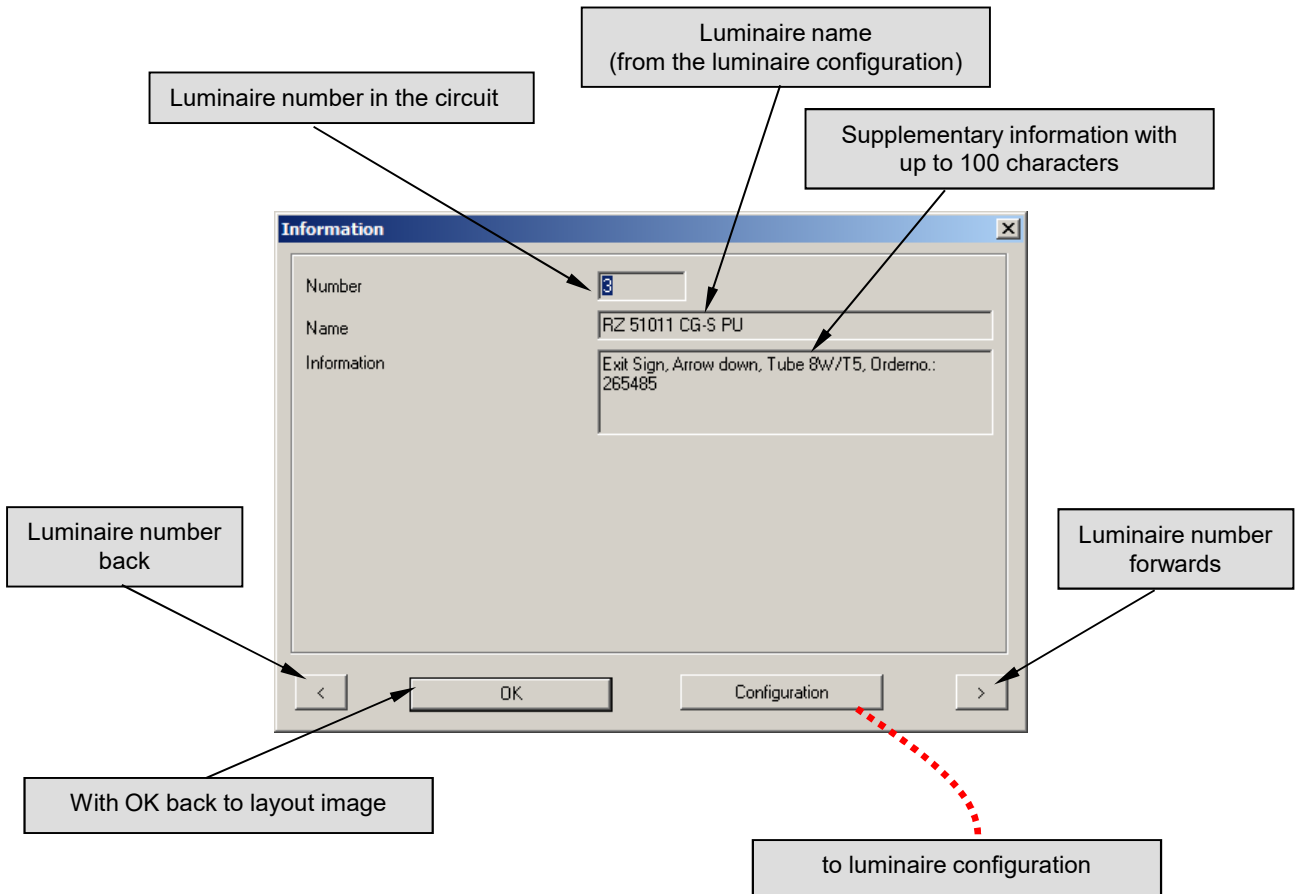 Luminaire name
(from the luminaire configuration)
Luminaire number in the circuit
Supplementary information with
up to 100 characters
Information
Number
3
Name
RZ 51011 CG-S PU
Information
Exit Sign, Arrow down, Tube 8W/T5, Orderno.:
265485
Luminaire number
back
Luminaire number
forwards
<
OK
Configuration
>
With OK back to layout image
to luminaire configuration